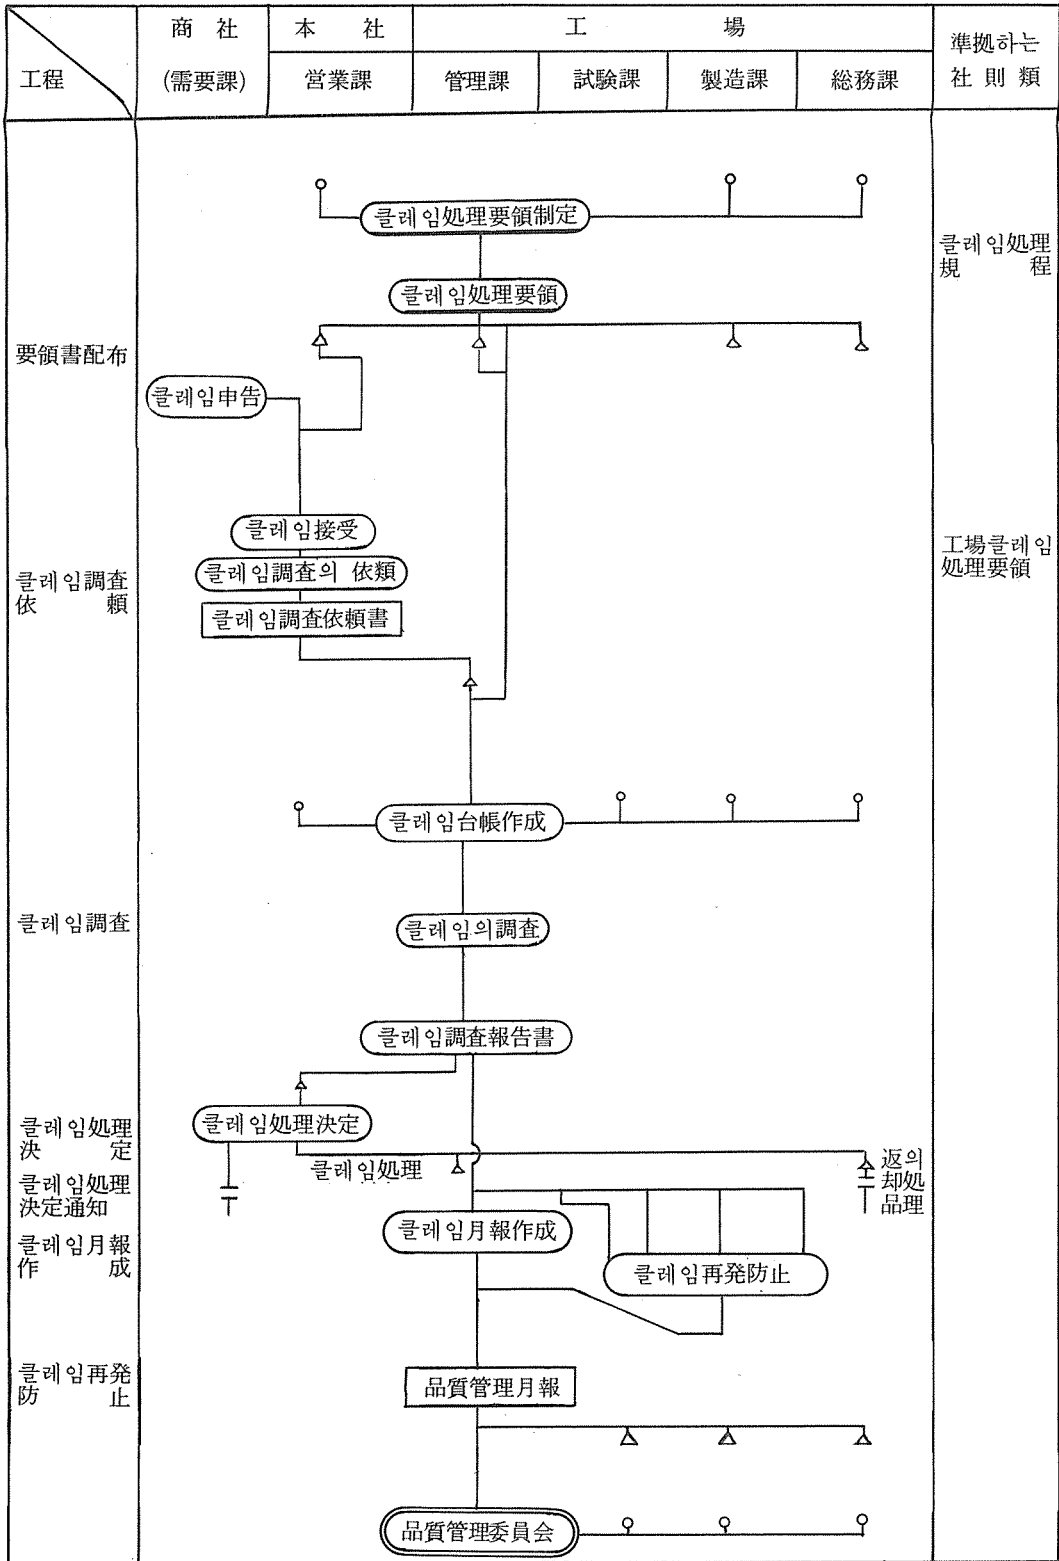 商 社
本 社
工 場
準拠하는
社 則 類
工程
(需要課)
営業課
管理課
試験課
製造課
総務課
클레임処理要領制定
클레임処理
規 程
클레임処理要領
要領書配布
클레임申告
클레임接受
工場클레임
処理要領
클레임調査
依 頼
클레임調査의 依頼
클레임調査依頼書
클레임台帳作成
클레임調査
클레임의調査
클레임調査報告書
클레임処理
決 定
클레임処理決定
클레임処理
返의
却処
品理
클레임処理
決定通知
클레임月報
作 成
클레임月報作成
클레임再発防止
클레임再発
防 止
品質管理月報
品質管理委員会